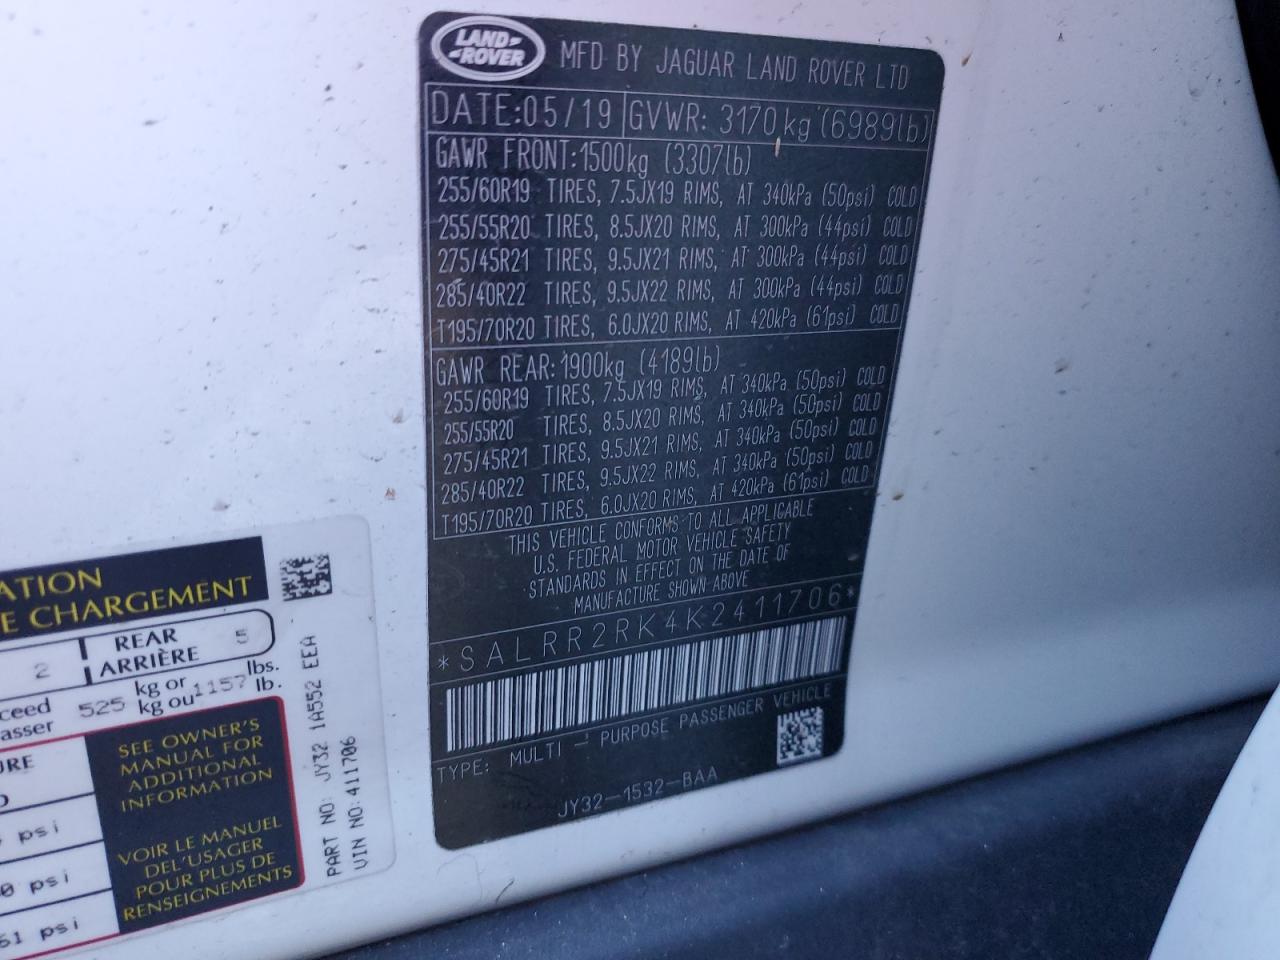 LAND-
-ROVER
MFD BY JAGUAR LAND ROVER LTD
DATE:05/19 GVWR: 3170 kg (6989lb)
GAWR FRONT:1500kg (3307lb)
255/60R19 TIRES, 7.5JX19 RIMS, AT 340kPa (50psi) COLD
255/55R20 TIRES, 8.5JX20 RIMS, AT 300kPa (44psi) COLD
275/45R21 TIRES, 9.5JX21 RIMS, AT 300kPa (44psi) COLD
285/40R22 TIRES, 9.5JX22 RIMS, AT 300kPa (44psi) COLD
T195/70R20 TIRES, 6.0JX20 RIMS, AT 420kPa (61psi) COLD
GAWR REAR:1900kg (4189lb)
255/60R19 TIRES, 7.5JX19 RIMS, AT 340kPa (50psi) COLD
255/55R20 TIRES, 8.5JX20 RIMS, AT 340kPa (50psi) COLD
275/45R21 TIRES, 9.5JX21 RIMS, AT 340kPa (50psi) COLD
285/40R22 TIRES, 9.5JX22 RIMS, AT 340kPa (50psi) COLD
T195/70R20 TIRES, 6.0JX20 RIMS, AT 420kPa (61psi) COLD
THIS VEHICLE CONFORMS TO ALL APPLICABLE
U.S. FEDERAL MOTOR VEHICLE SAFETY
STANDARDS IN EFFECT ON THE DATE OF
MANUFACTURE SHOWN ABOVE
*SALRR2RK4K2411706*
TYPE: MULTI - PURPOSE PASSENGER VEHICLE
JY32-1532-BAA
ATION
E CHARGEMENT
2 REAR 5
ARRIÈRE
ceed 525 kg or 1157 lbs.
asser kg ou lb.
URE
psi
0 psi
61 psi
SEE OWNER'S
MANUAL FOR
ADDITIONAL
INFORMATION
VOIR LE MANUEL
DEL'USAGER
POUR PLUS DE
RENSEIGNEMENTS
PART NO: JY32 1A552 EEA
VIN NO:411706